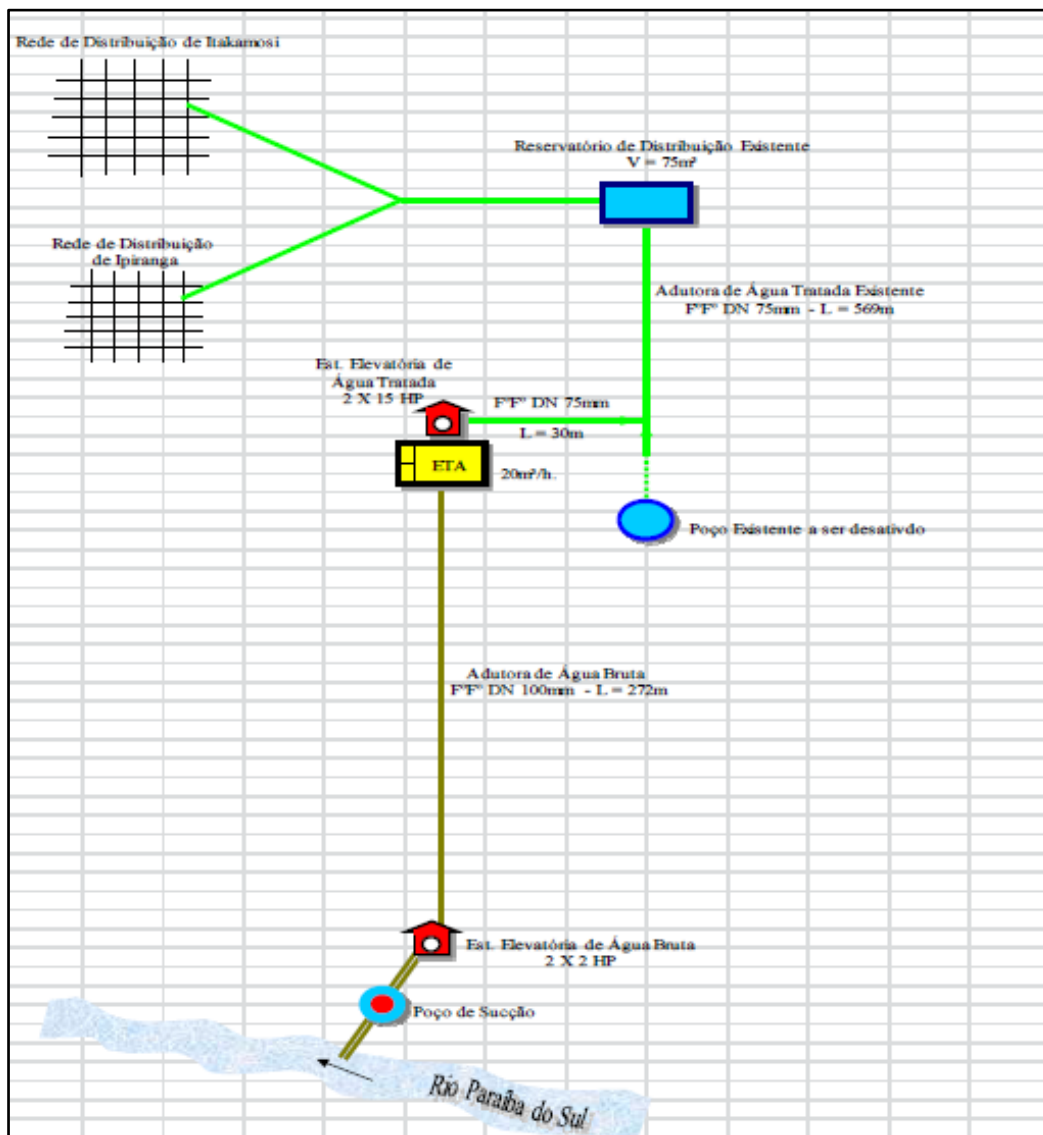 Rede de Distribuição de Itakamosi
Reservatório de Distribuição Existente
V = 75m³
Rede de Distribuição
de Ipiranga
Adutora de Água Tratada Existente
FºFº DN 75mm - L = 569m
Est. Elevatória de
Água Tratada
2 X 15 HP
FºFº DN 75mm
L = 30m
ETA
20m³/h.
Poço Existente a ser desativdo
Adutora de Água Bruta
FºFº DN 100mm - L = 272m
Est. Elevatória de Água Bruta
2 X 2 HP
Poço de Sucção
Rio Paraíba do Sul